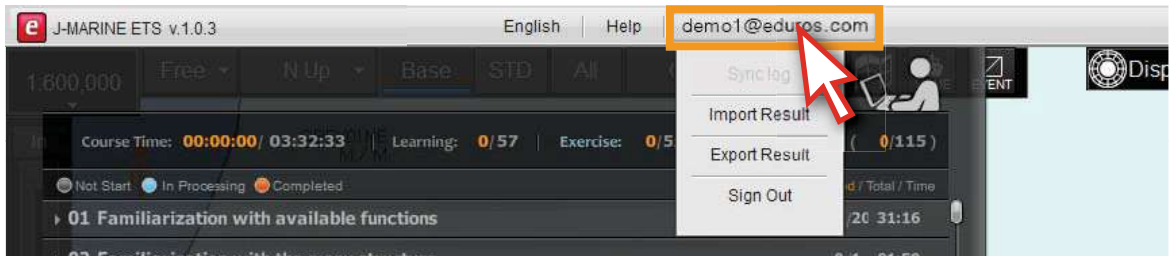 e J-MARINE ETS v.1.0.3 English Help demo1@eduros.com
1:600,000 Free N Up Base STD All Sync log EVENT Disp
Import Result
Course Time: 00:00:00/ 03:32:33 Learning: 0/57 Exercise: 0/5 ( 0/115 )
Export Result
Not Start In Processing Completed d / Total / Time
Sign Out
01 Familiarization with available functions /20 31:16